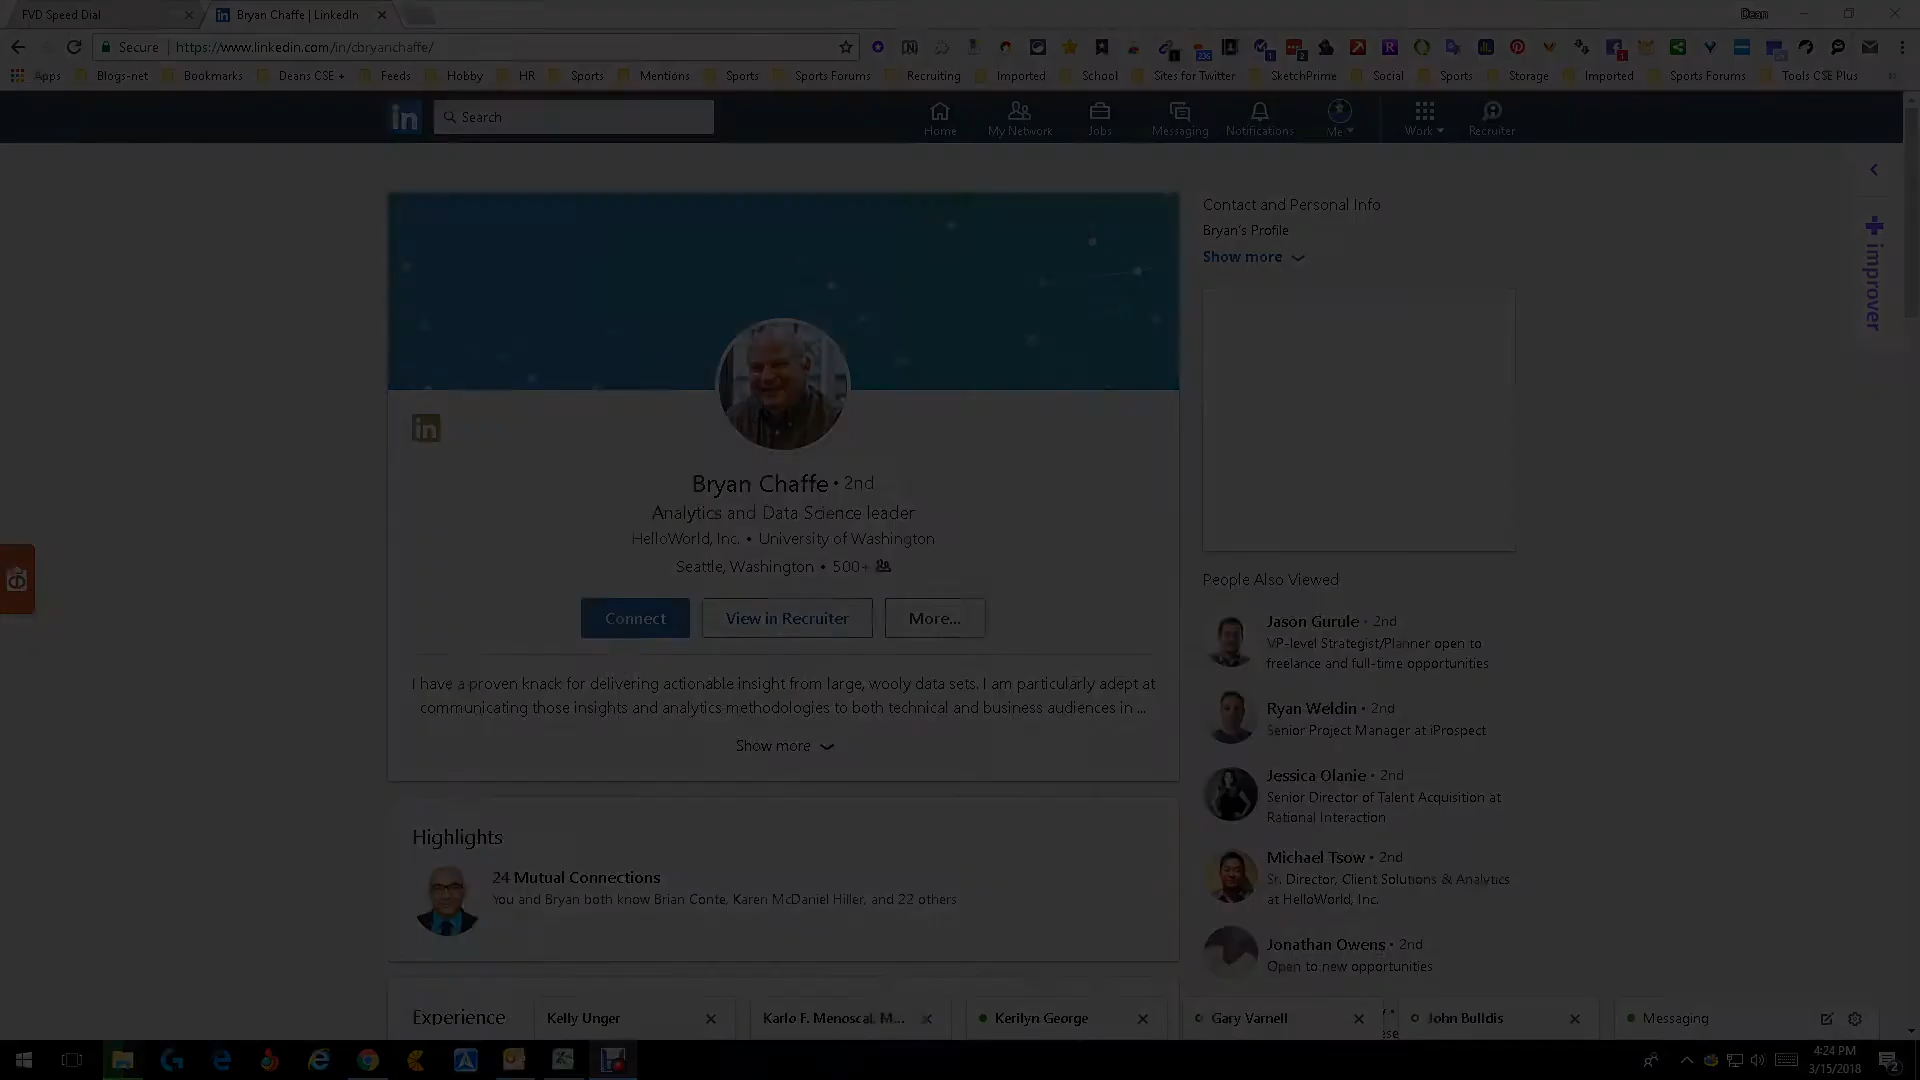 FVD Speed Dial
Bryan Chaffe | LinkedIn
Dean
Secure
https://www.linkedin.com/in/cbryanchaffe/
Apps
Blogs-net
Bookmarks
Deans CSE +
Feeds
Hobby
HR
Sports
Mentions
Sports
Sports Forums
Recruiting
Imported
School
Sites for Twitter
SketchPrime
Social
Sports
Storage
Imported
Sports Forums
Tools CSE Plus
in
Search
Home
My Network
Jobs
Messaging
Notifications
Me
Work
Recruiter
Contact and Personal Info
Bryan's Profile
Show more
improver
in
Bryan Chaffe • 2nd
Analytics and Data Science leader
HelloWorld, Inc. • University of Washington
Seattle, Washington • 500+
Connect
View in Recruiter
More...
I have a proven knack for delivering actionable insight from large, wooly data sets. I am particularly adept at
communicating those insights and analytics methodologies to both technical and business audiences in ...
Show more
People Also Viewed
Jason Gurule • 2nd
VP-level Strategist/Planner open to
freelance and full-time opportunities
Ryan Weldin • 2nd
Senior Project Manager at iProspect
Jessica Olanie • 2nd
Senior Director of Talent Acquisition at
Rational Interaction
Michael Tsow • 2nd
Sr. Director, Client Solutions & Analytics
at HelloWorld, Inc.
Jonathan Owens • 2nd
Open to new opportunities
Highlights
24 Mutual Connections
You and Bryan both know Brian Conte, Karen McDaniel Hiller, and 22 others
Experience
Kelly Unger
Karlo F. Menoscal, M...
Kerilyn George
Gary Varnell
John Bulldis
Messaging
4:24 PM
3/15/2018